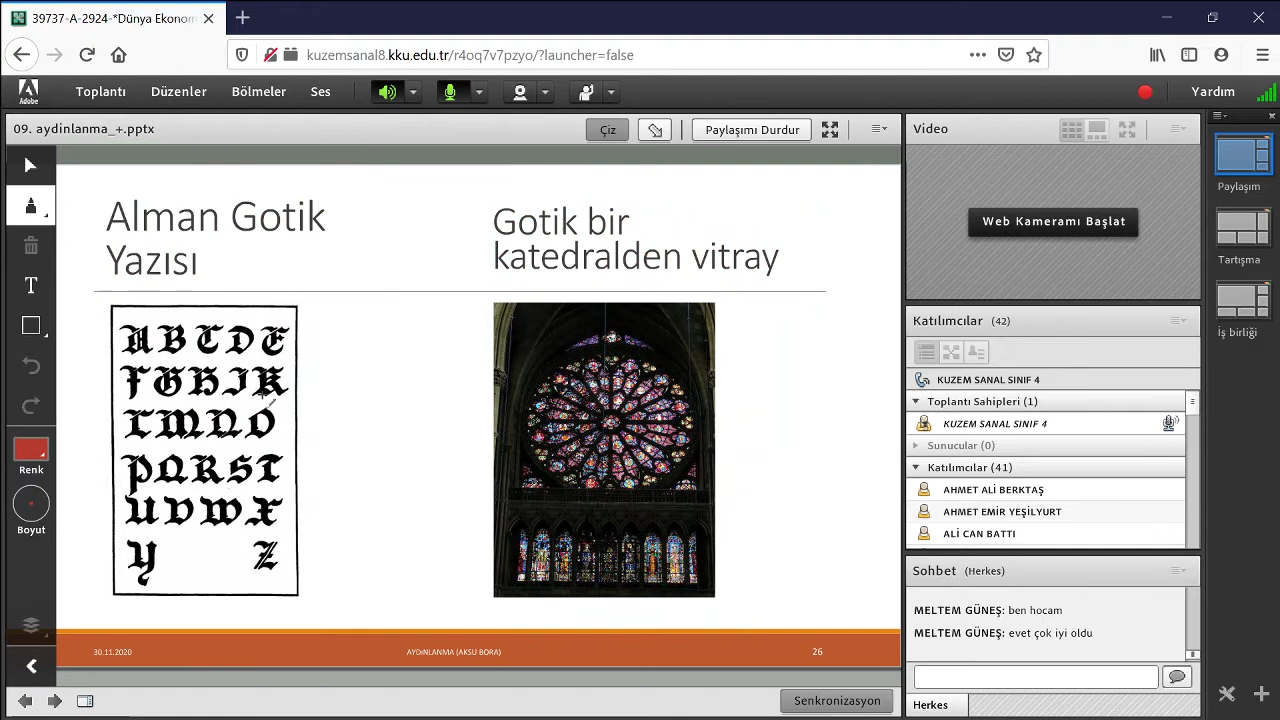 39737-A-2924-*Dünya Ekonom
kuzemsanal8.kku.edu.tr/r4oq7v7pzyo/?launcher=false
Adobe
Toplantı
Düzenler
Bölmeler
Ses
Yardım
09. aydinlanma_+.pptx
Çiz
Paylaşımı Durdur
Video
Web Kameramı Başlat
Paylaşım
Tartışma
İş birliği
Alman Gotik
Yazısı
Gotik bir
katedralden vitray
A B C D E
F G H I K
L M N O
P Q R S T
U V W X
Y Z
T
Renk
Boyut
30.11.2020
AYDıNLANMA (AKSU BORA)
26
Senkronizasyon
Katılımcılar (42)
KUZEM SANAL SINIF 4
Toplantı Sahipleri (1)
KUZEM SANAL SINIF 4
Sunucular (0)
Katılımcılar (41)
AHMET ALİ BERKTAŞ
AHMET EMİR YEŞİLYURT
ALİ CAN BATTI
Sohbet (Herkes)
MELTEM GÜNEŞ: ben hocam
MELTEM GÜNEŞ: evet çok iyi oldu
Herkes